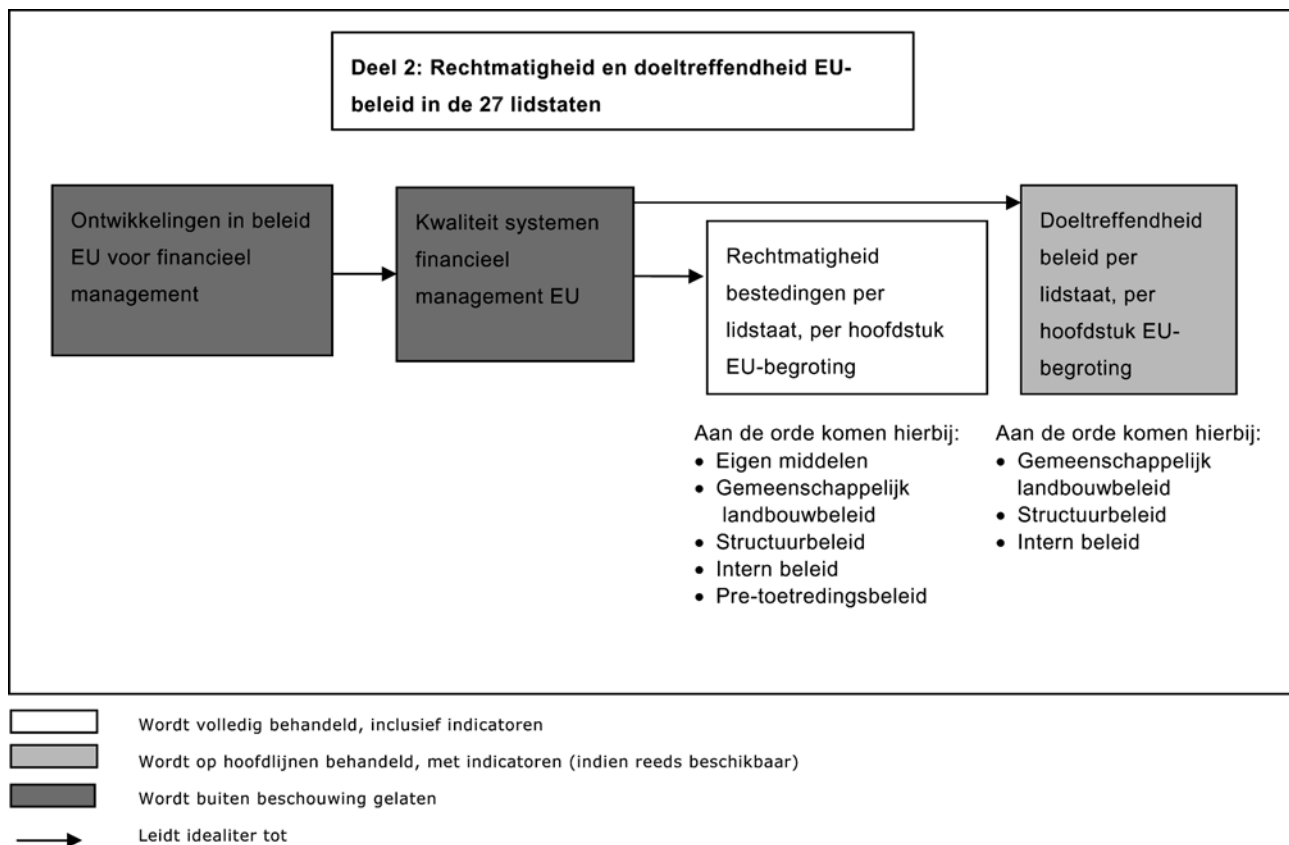 Deel 2: Rechtmatigheid en doeltreffendheid EU-
beleid in de 27 lidstaten
Ontwikkelingen in beleid
EU voor financieel
management
Kwaliteit systemen
financieel
management EU
Rechtmatigheid
bestedingen per
lidstaat, per hoofdstuk
EU-begroting
Doeltreffendheid
beleid per
lidstaat, per
hoofdstuk EU-
begroting
Aan de orde komen hierbij:
• Eigen middelen
• Gemeenschappelijk
landbouwbeleid
• Structuurbeleid
• Intern beleid
• Pre-toetredingsbeleid
Aan de orde komen hierbij:
• Gemeenschappelijk
landbouwbeleid
• Structuurbeleid
• Intern beleid
Wordt volledig behandeld, inclusief indicatoren
Wordt op hoofdlijnen behandeld, met indicatoren (indien reeds beschikbaar)
Wordt buiten beschouwing gelaten
Leidt idealiter tot